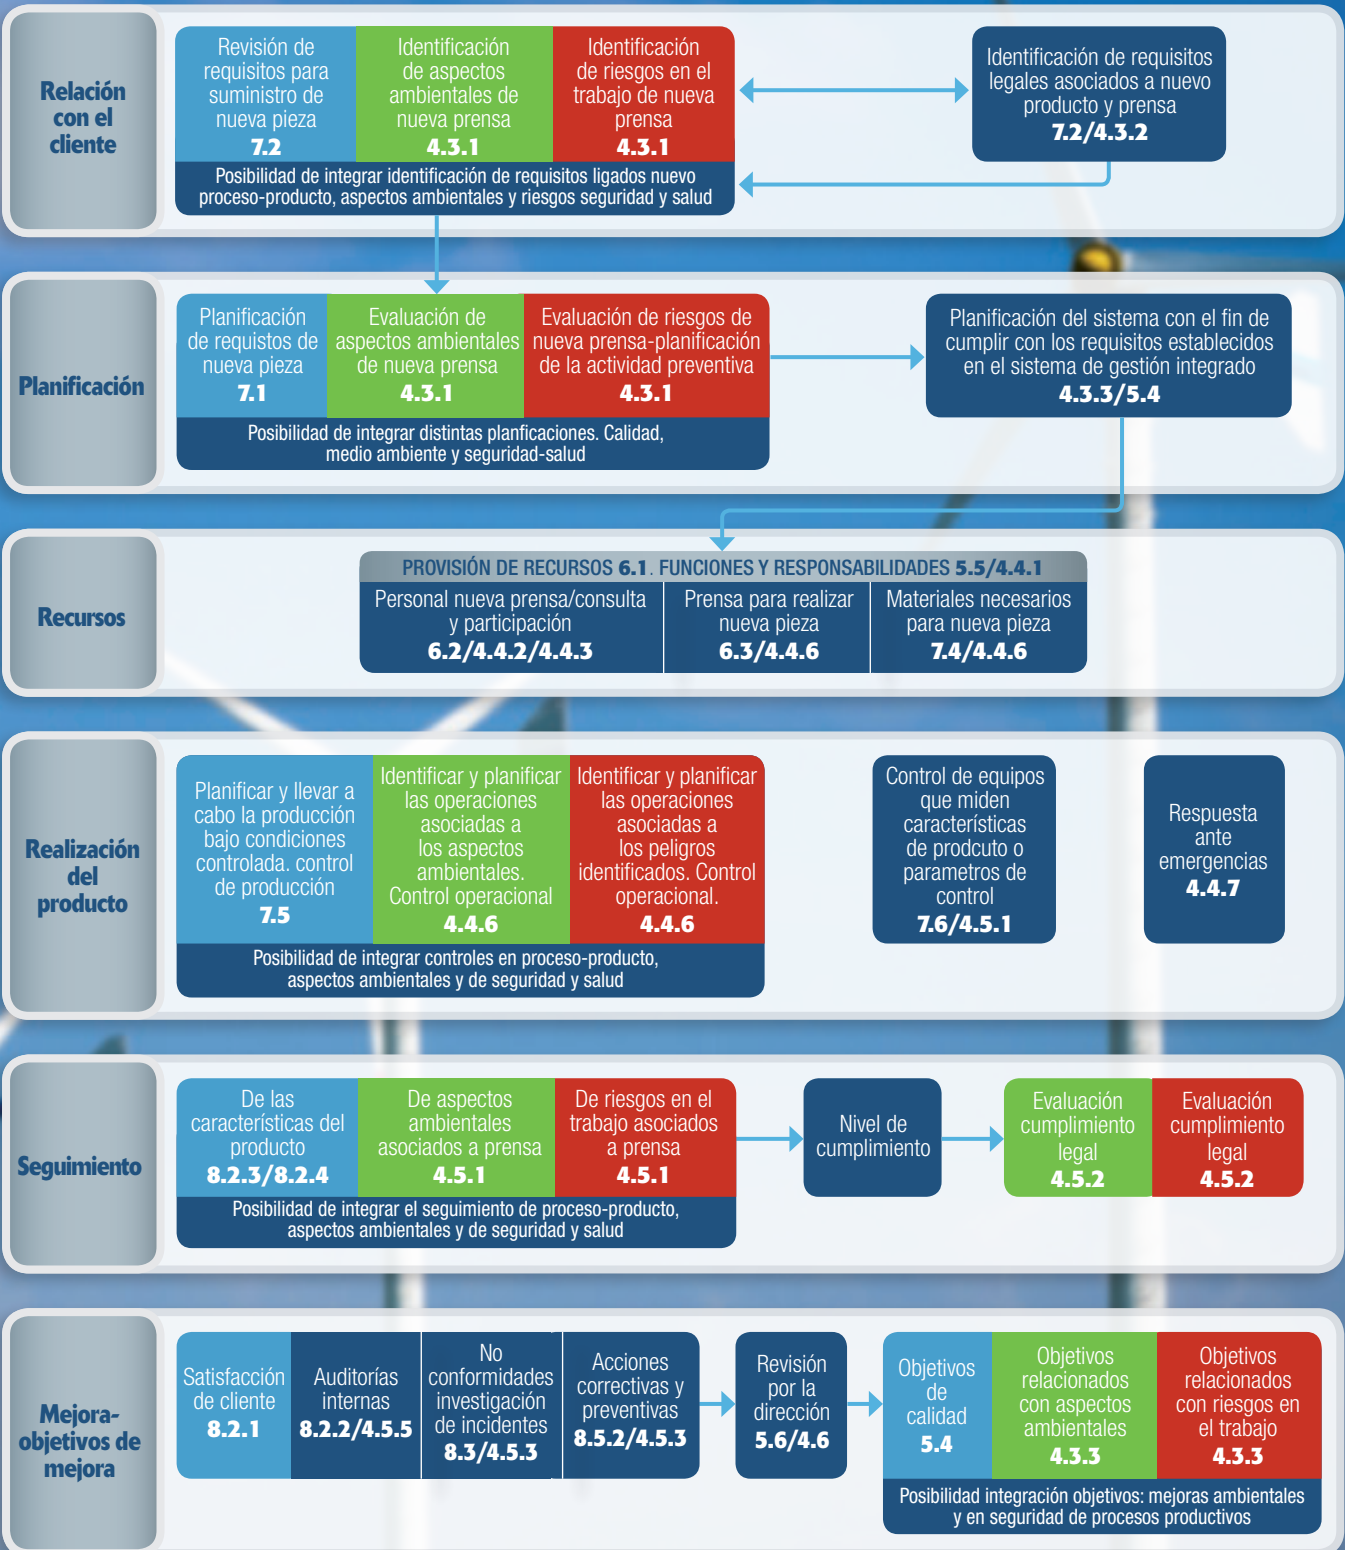 Relación
con el
cliente
Revisión de
requisitos para
suministro de
nueva pieza
7.2
Identificación
de aspectos
ambientales de
nueva prensa
4.3.1
Identificación
de riesgos en el
trabajo de nueva
prensa
4.3.1
Posibilidad de integrar identificación de requisitos ligados nuevo
proceso-producto, aspectos ambientales y riesgos seguridad y salud
Identificación de requisitos
legales asociados a nuevo
producto y prensa
7.2/4.3.2
Planificación
Planificación
de requistos de
nueva pieza
7.1
Evaluación de
aspectos ambientales
de nueva prensa
4.3.1
Evaluación de riesgos de
nueva prensa-planificación
de la actividad preventiva
4.3.1
Posibilidad de integrar distintas planficaciones. Calidad,
medio ambiente y seguridad-salud
Planificación del sistema con el fin de
cumplir con los requisitos establecidos
en el sistema de gestión integrado
4.3.3/5.4
Recursos
PROVISIÓN DE RECURSOS 6.1. FUNCIONES Y RESPONSABILIDADES 5.5/4.4.1
Personal nueva prensa/consulta
y participación
6.2/4.4.2/4.4.3
Prensa para realizar
nueva pieza
6.3/4.4.6
Materiales necesarios
para nueva pieza
7.4/4.4.6
Realización
del
producto
Planificar y llevar a
cabo la producción
bajo condiciones
controlada. control
de producción
7.5
Identificar y planificar
las operaciones
asociadas a
los aspectos
ambientales.
Control operacional
4.4.6
Identificar y planificar
las operaciones
asociadas a
los peligros
identificados. Control
operacional.
4.4.6
Posibilidad de integrar controles en proceso-producto,
aspectos ambientales y de seguridad y salud
Control de equipos
que miden
características
de prodcuto o
parametros de
control
7.6/4.5.1
Respuesta
ante
emergencias
4.4.7
Seguimiento
De las
características del
producto
8.2.3/8.2.4
De aspectos
ambientales
asociados a prensa
4.5.1
De riesgos en el
trabajo asociados
a prensa
4.5.1
Posibilidad de integrar el seguimiento de proceso-producto,
aspectos ambientales y de seguridad y salud
Nivel de
cumplimiento
Evaluación
cumplimiento
legal
4.5.2
Evaluación
cumplimiento
legal
4.5.2
Mejora-
objetivos de
mejora
Satisfacción
de cliente
8.2.1
Auditorías
internas
8.2.2/4.5.5
No
conformidades
investigación
de incidentes
8.3/4.5.3
Acciones
correctivas y
preventivas
8.5.2/4.5.3
Revisión
por la
dirección
5.6/4.6
Objetivos
de
calidad
5.4
Objetivos
relacionados
con aspectos
ambientales
4.3.3
Objetivos
relacionados
con riesgos en
el trabajo
4.3.3
Posibilidad integración objetivos: mejoras ambientales
y en seguridad de procesos productivos